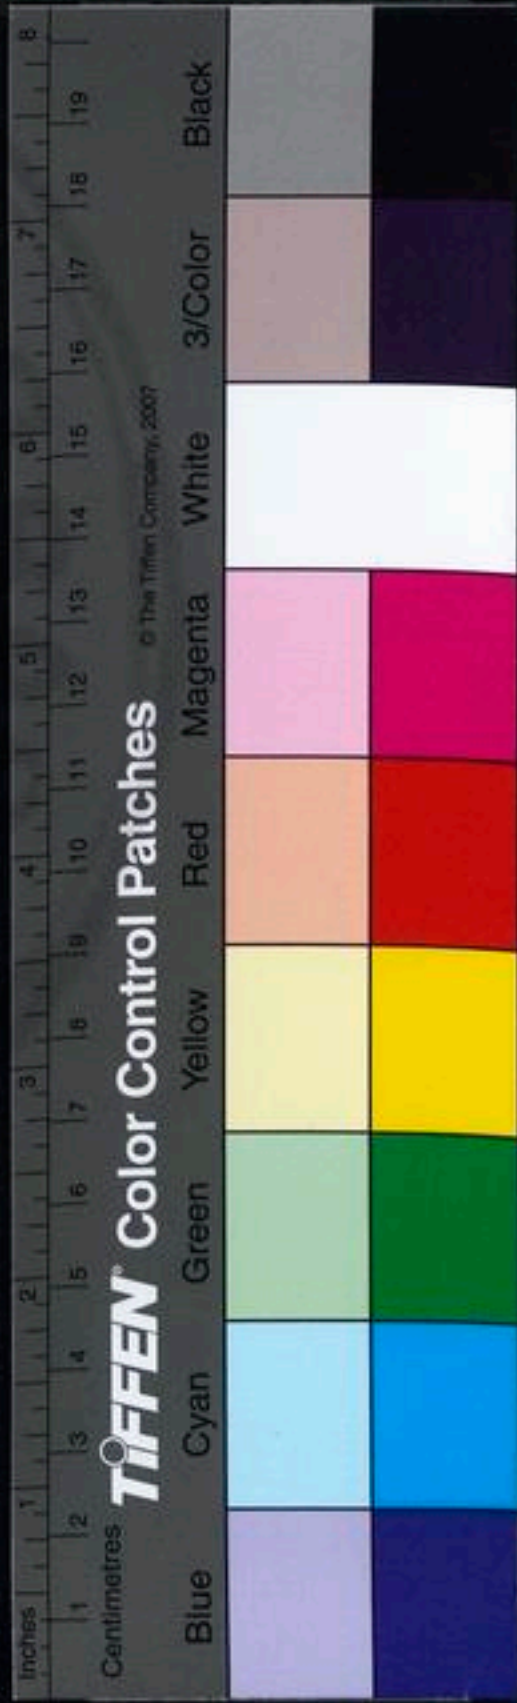 Inches 1 2 3 4 5 6 7 8
Centimetres 1 2 3 4 5 6 7 8 9 10 11 12 13 14 15 16 17 18 19
TIFFEN® Color Control Patches
© The Tiffen Company, 2007
Blue Cyan Green Yellow Red Magenta White 3/Color Black